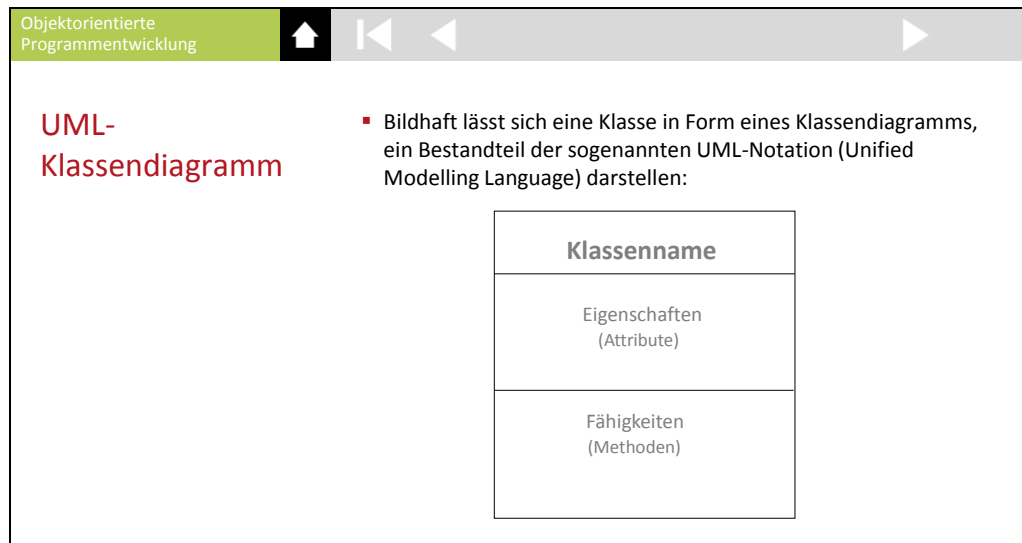 Objektorientierte
Programmentwicklung
UML-
Klassendiagramm
▪ Bildhaft lässt sich eine Klasse in Form eines Klassendiagramms,
ein Bestandteil der sogenannten UML-Notation (Unified
Modelling Language) darstellen:
Klassenname
Eigenschaften
(Attribute)
Fähigkeiten
(Methoden)